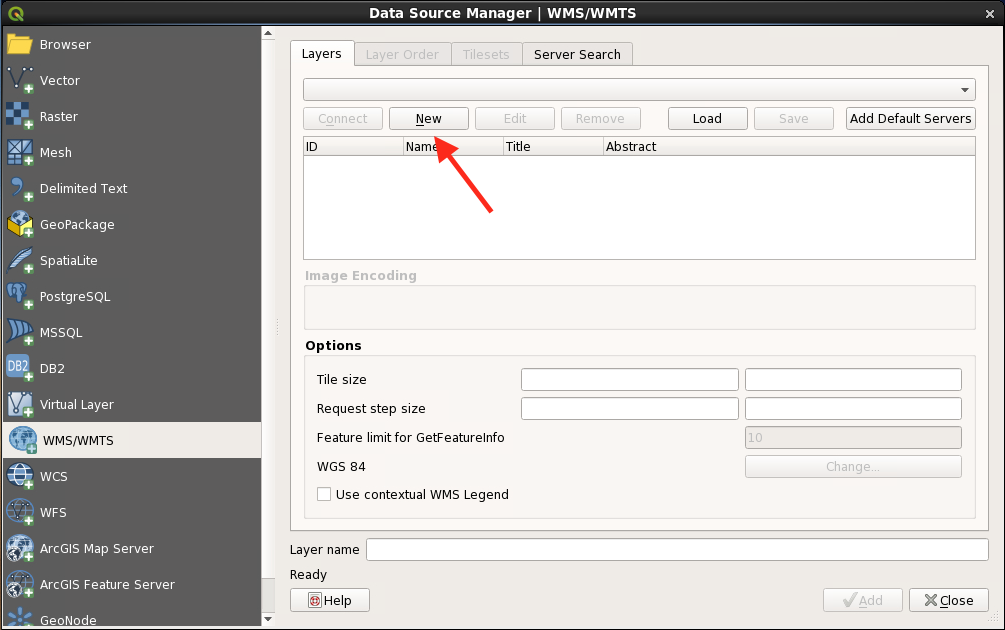 Data Source Manager | WMS/WMTS
Browser
Vector
Raster
Mesh
Delimited Text
GeoPackage
SpatiaLite
PostgreSQL
MSSQL
DB2
DB2
Virtual Layer
WMS/WMTS
WCS
WFS
ArcGIS Map Server
ArcGIS Feature Server
GeoNode
Layers Layer Order Tilesets Server Search
Connect New Edit Remove Load Save Add Default Servers
ID Name Title Abstract
Image Encoding
Options
Tile size
Request step size
Feature limit for GetFeatureInfo 10
WGS 84 Change...
Use contextual WMS Legend
Layer name
Ready
Help Add Close